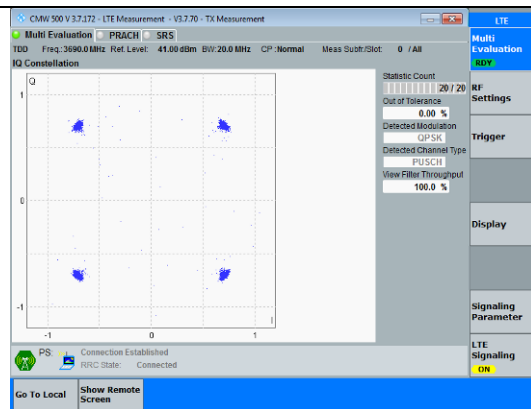 CMW 500 V 3.7.172 - LTE Measurement - V3.7.70 - TX Measurement
LTE
Multi Evaluation PRACH SRS
TDD Freq.:3690.0 MHz Ref. Level: 41.00 dBm BW:20.0 MHz CP :Normal Meas Subfr/Slot: 0 / All
IQ Constellation
Q
1
0
-1
-1 0 1
I
Statistic Count
20 / 20
Out of Tolerance
0.00 %
Detected Modulation
QPSK
Detected Channel Type
PUSCH
View Filter Throughput
100.0 %
Multi
Evaluation
RDY
RF
Settings
Trigger
Display
Signaling
Parameter
LTE
Signaling
ON
PS: Connection Established
RRC State: Connected
Go To Local
Show Remote
Screen